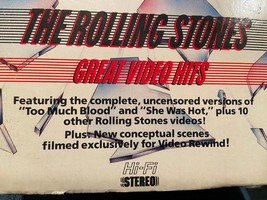 THE ROLLING STONES
GREAT VIDEO HITS
Featuring the complete, uncensored versions of
"Too Much Blood" and "She Was Hot," plus 10
other Rolling Stones videos!
Plus: New conceptual scenes
filmed exclusively for Video Rewind!
Hi-Fi
STEREO